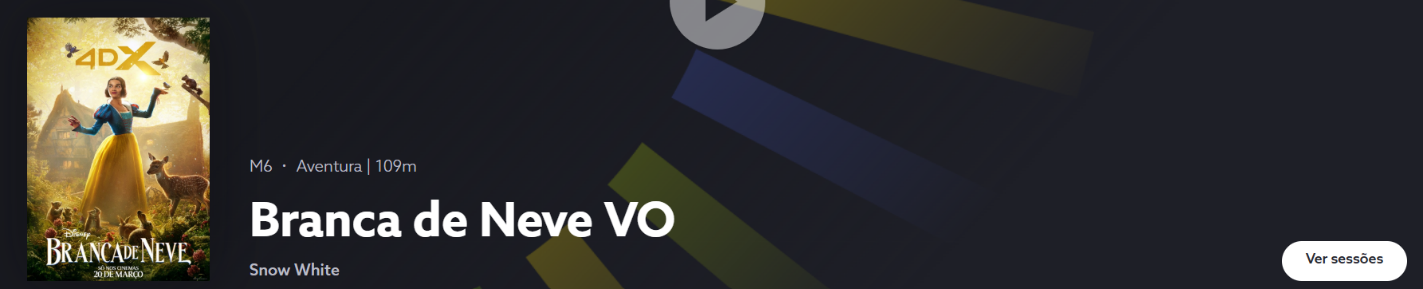 4DX
Disney
BRANCA DE NEVE
SÓ NOS CINEMAS
20 DE MARÇO
M6 · Aventura | 109m
Branca de Neve VO
Snow White
Ver sessões